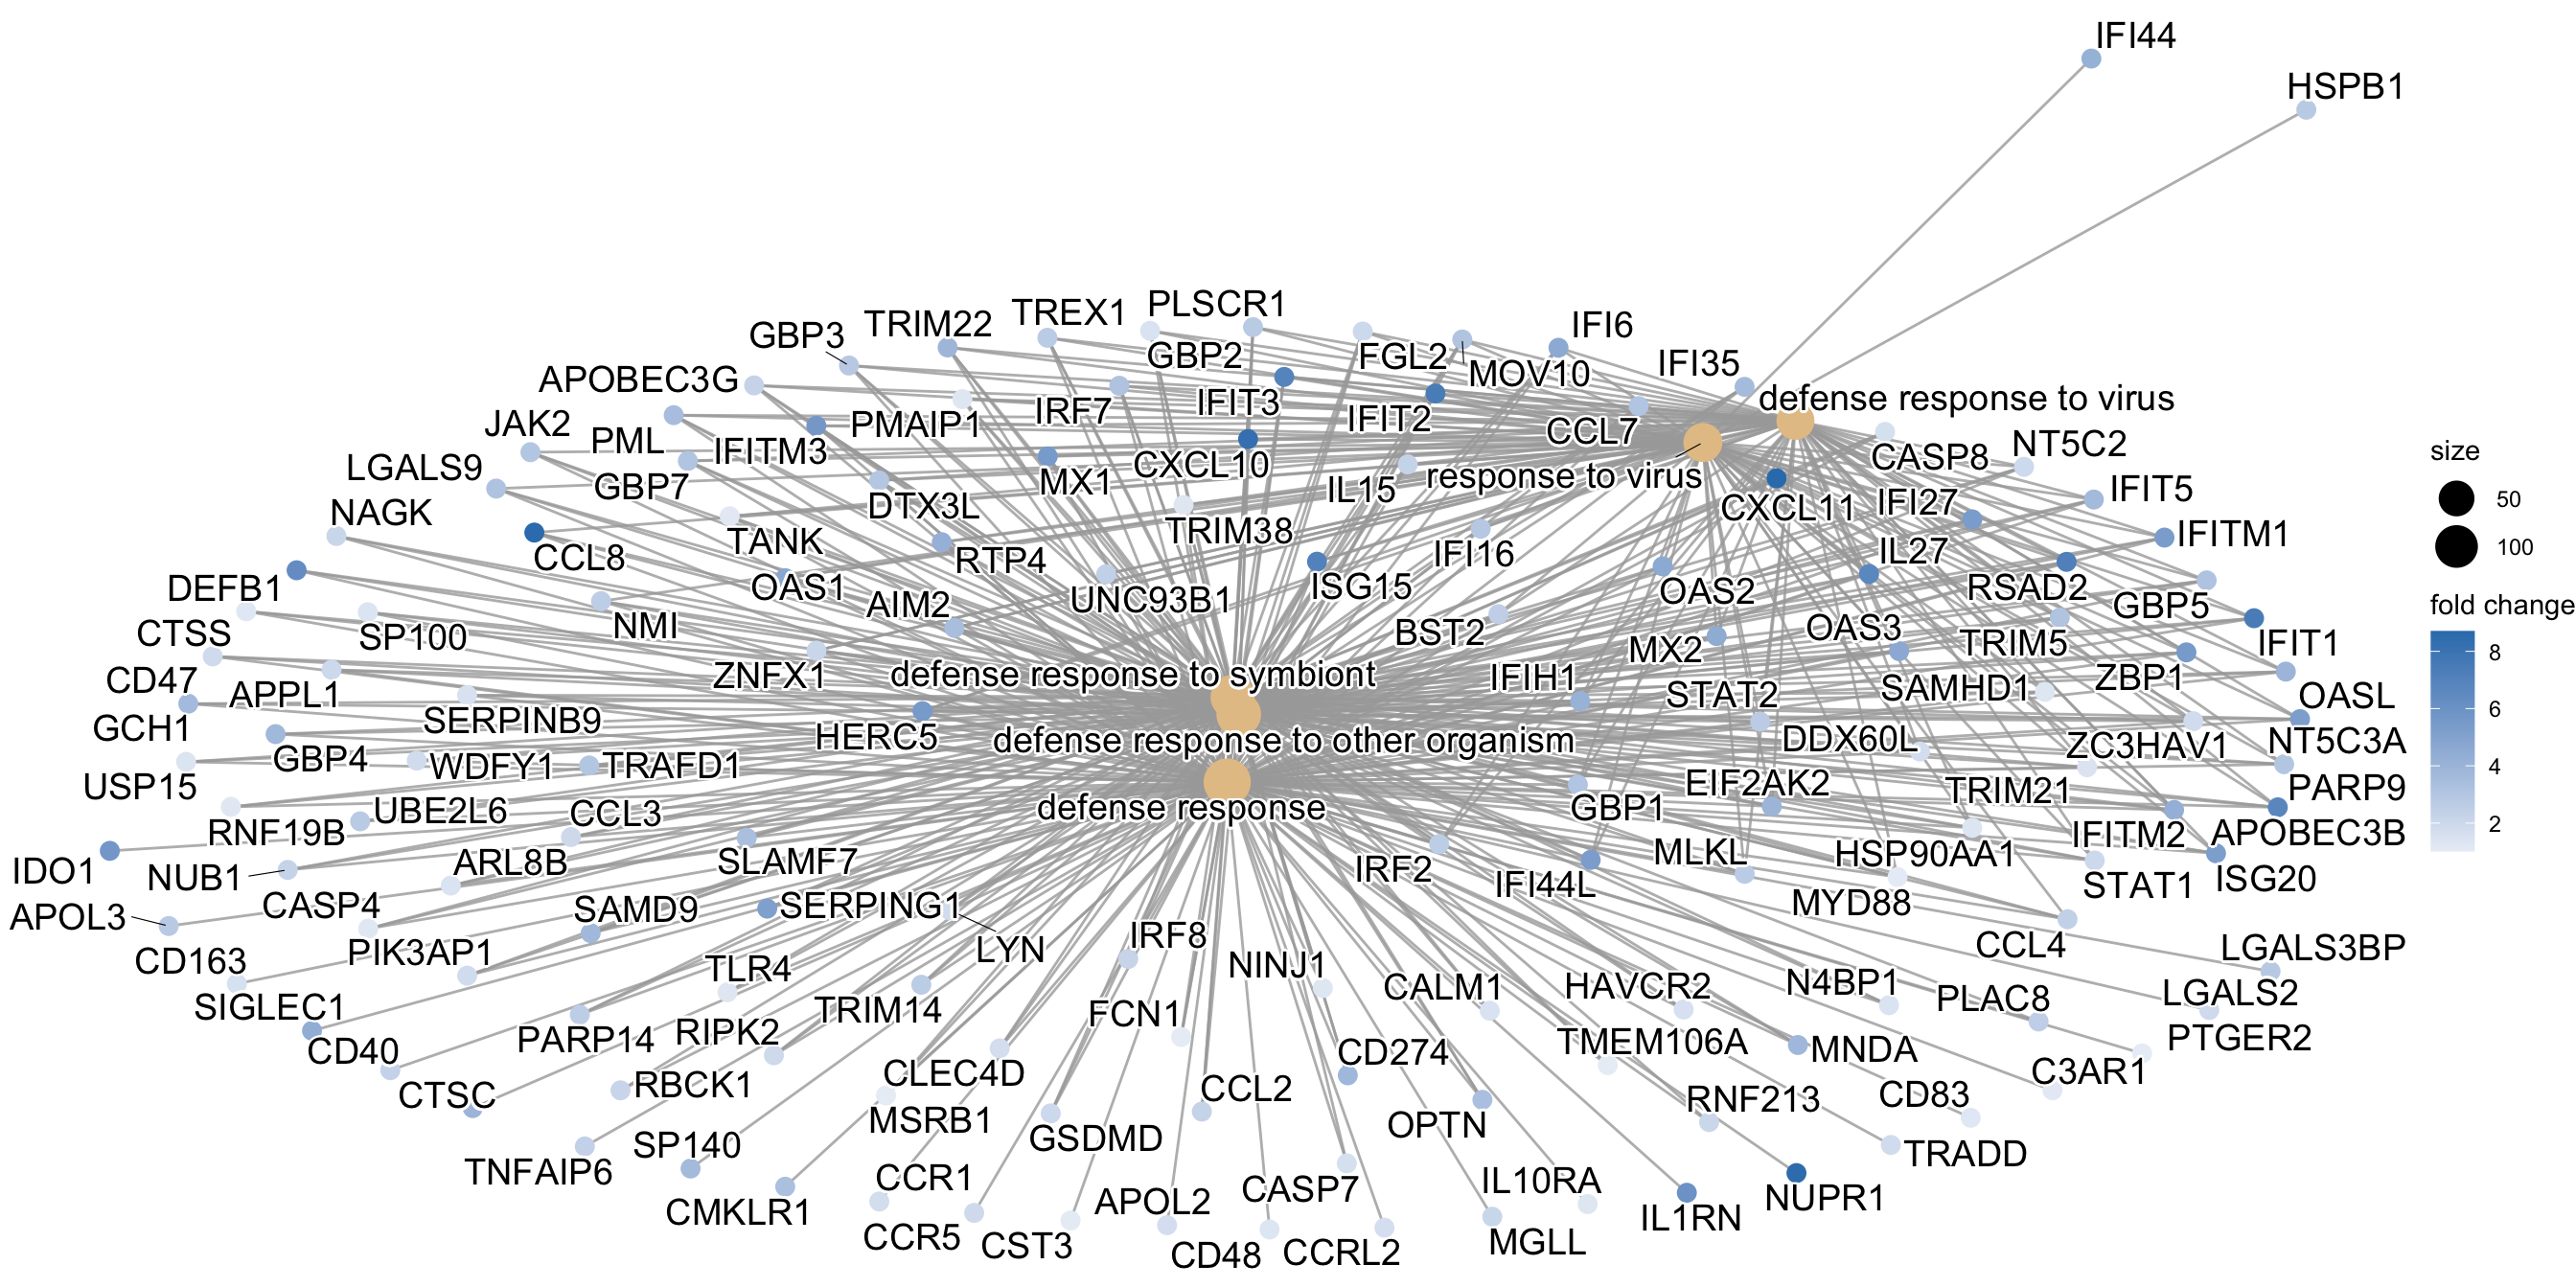 IFI44
HSPB1
PLSCR1
TREX1
TRIM22
GBP3
IFI6
GBP2
FGL2
IFI35
MOV10
APOBEC3G
defense response to virus
IFIT3
IRF7
IFIT2
JAK2
PMAIP1
CCL7
PML
NT5C2
IFITM3
CASP8
LGALS9
CXCL10
response to virus
MX1
GBP7
IL15
IFIT5
DTX3L
IFI27
CXCL11
NAGK
TRIM38
IFITM1
TANK
IL27
IFI16
CCL8
RTP4
OAS1
ISG15
RSAD2
DEFB1
OAS2
UNC93B1
AIM2
GBP5
NMI
OAS3
CTSS
BST2
SP100
IFIT1
TRIM5
MX2
defense response to symbiont
ZNFX1
IFIH1
ZBP1
CD47
SAMHD1
APPL1
STAT2
OASL
SERPINB9
GCH1
HERC5
defense response to other organism
DDX60L
NT5C3A
ZC3HAV1
GBP4
WDFY1
TRAFD1
EIF2AK2
USP15
PARP9
TRIM21
defense response
GBP1
UBE2L6
CCL3
RNF19B
APOBEC3B
IFITM2
MLKL
HSP90AA1
SLAMF7
ARL8B
IRF2
IDO1
NUB1
ISG20
IFI44L
STAT1
MYD88
CASP4
SERPING1
SAMD9
APOL3
IRF8
CCL4
LGALS3BP
LYN
PIK3AP1
CD163
NINJ1
TLR4
N4BP1
CALM1
HAVCR2
LGALS2
PLAC8
SIGLEC1
TRIM14
FCN1
RIPK2
PTGER2
PARP14
TMEM106A
MNDA
CD40
CD274
C3AR1
CLEC4D
RBCK1
CCL2
CTSC
CD83
RNF213
MSRB1
OPTN
GSDMD
SP140
TRADD
TNFAIP6
CCR1
IL10RA
CASP7
NUPR1
APOL2
CMKLR1
IL1RN
CCR5
MGLL
CST3
CCRL2
CD48
size
50
100
fold change
8
6
4
2